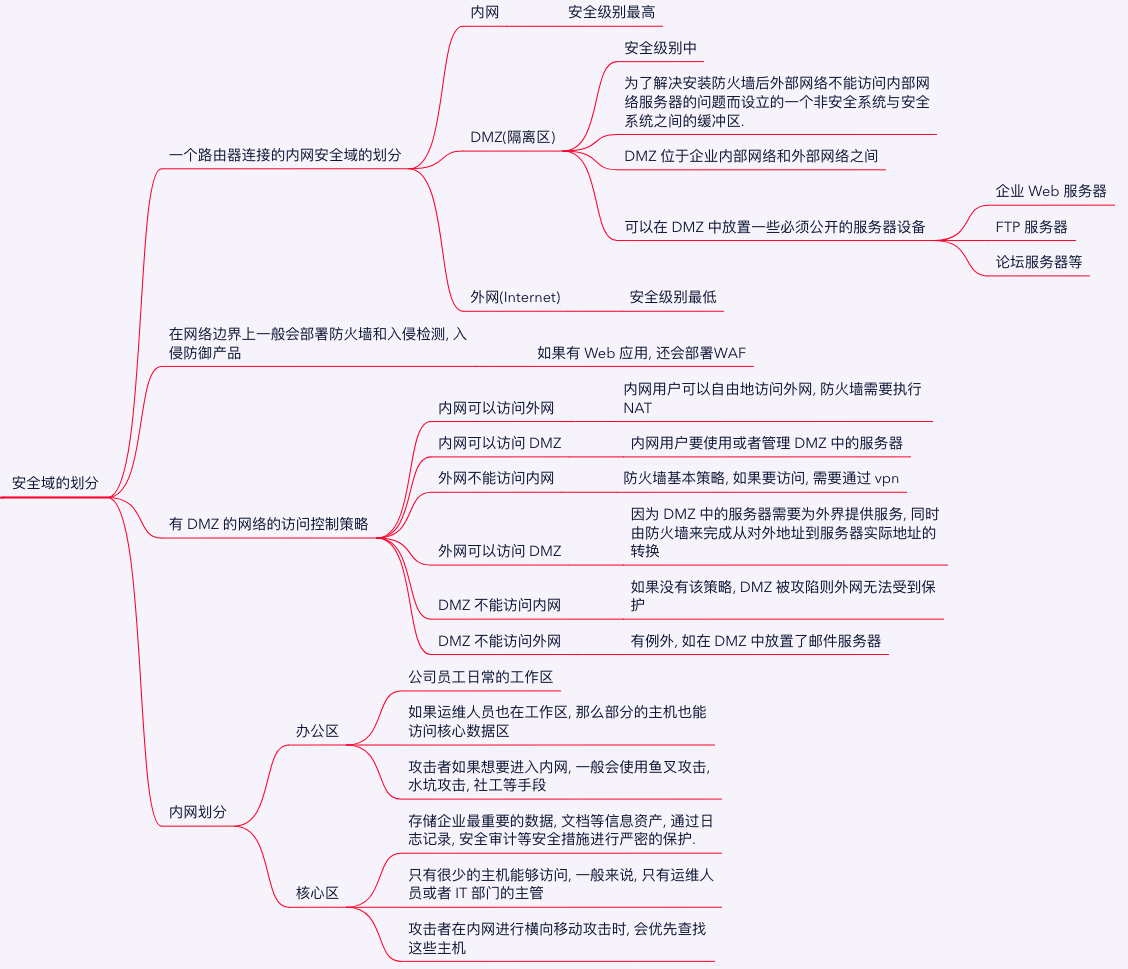 安全域的划分
一个路由器连接的内网安全域的划分
内网
安全级别最高
DMZ(隔离区)
安全级别中
为了解决安装防火墙后外部网络不能访问内部网
络服务器的问题而设立的一个非安全系统与安全
系统之间的缓冲区.
DMZ 位于企业内部网络和外部网络之间
可以在 DMZ 中放置一些必须公开的服务器设备
企业 Web 服务器
FTP 服务器
论坛服务器等
外网(Internet)
安全级别最低
在网络边界上一般会部署防火墙和入侵检测, 入
侵防御产品
如果有 Web 应用, 还会部署WAF
有 DMZ 的网络的访问控制策略
内网可以访问外网
内网用户可以自由地访问外网, 防火墙需要执行
NAT
内网可以访问 DMZ
内网用户要使用或者管理 DMZ 中的服务器
外网不能访问内网
防火墙基本策略, 如果要访问, 需要通过 vpn
外网可以访问 DMZ
因为 DMZ 中的服务器需要为外界提供服务, 同时
由防火墙来完成从对外地址到服务器实际地址的
转换
DMZ 不能访问内网
如果没有该策略, DMZ 被攻陷则外网无法受到保
护
DMZ 不能访问外网
有例外, 如在 DMZ 中放置了邮件服务器
内网划分
办公区
公司员工日常的工作区
如果运维人员也在工作区, 那么部分的主机也能
访问核心数据区
攻击者如果想要进入内网, 一般会使用鱼叉攻击,
水坑攻击, 社工等手段
核心区
存储企业最重要的数据, 文档等信息资产, 通过日
志记录, 安全审计等安全措施进行严密的保护.
只有很少的主机能够访问, 一般来说, 只有运维人
员或者 IT 部门的主管
攻击者在内网进行横向移动攻击时, 会优先查找
这些主机